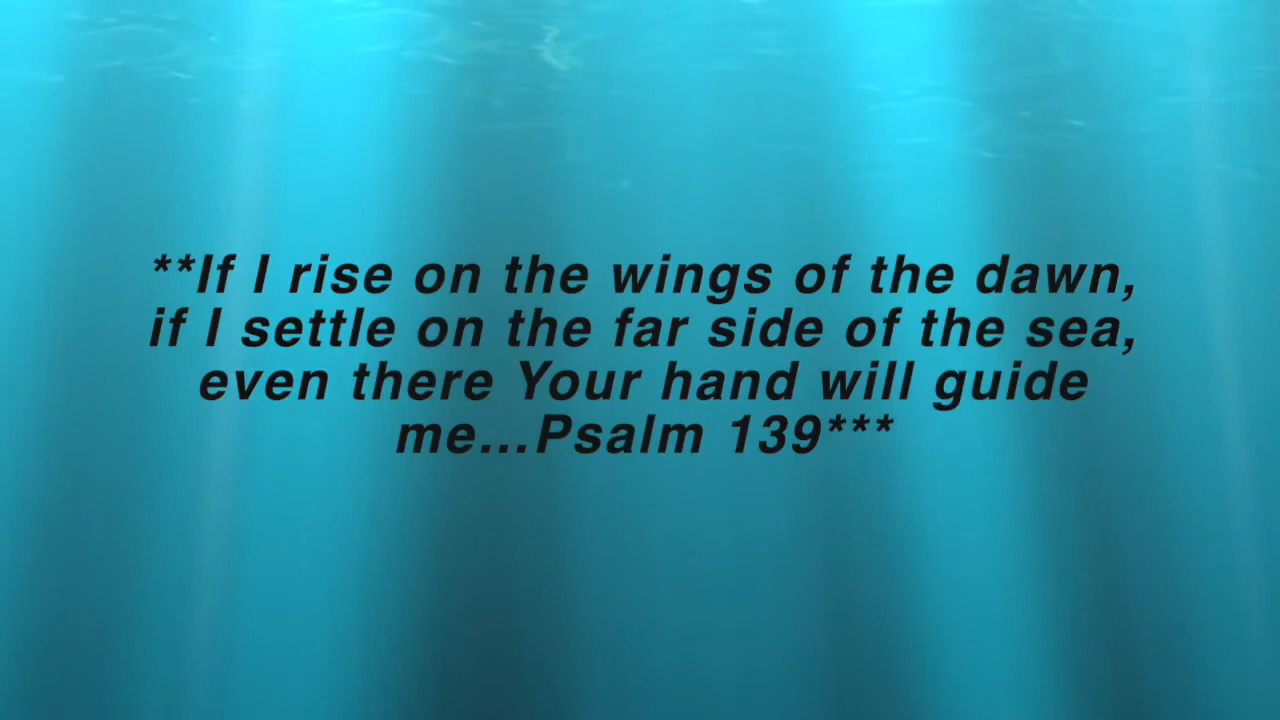 **If I rise on the wings of the dawn,
if I settle on the far side of the sea,
even there Your hand will guide
me...Psalm 139***